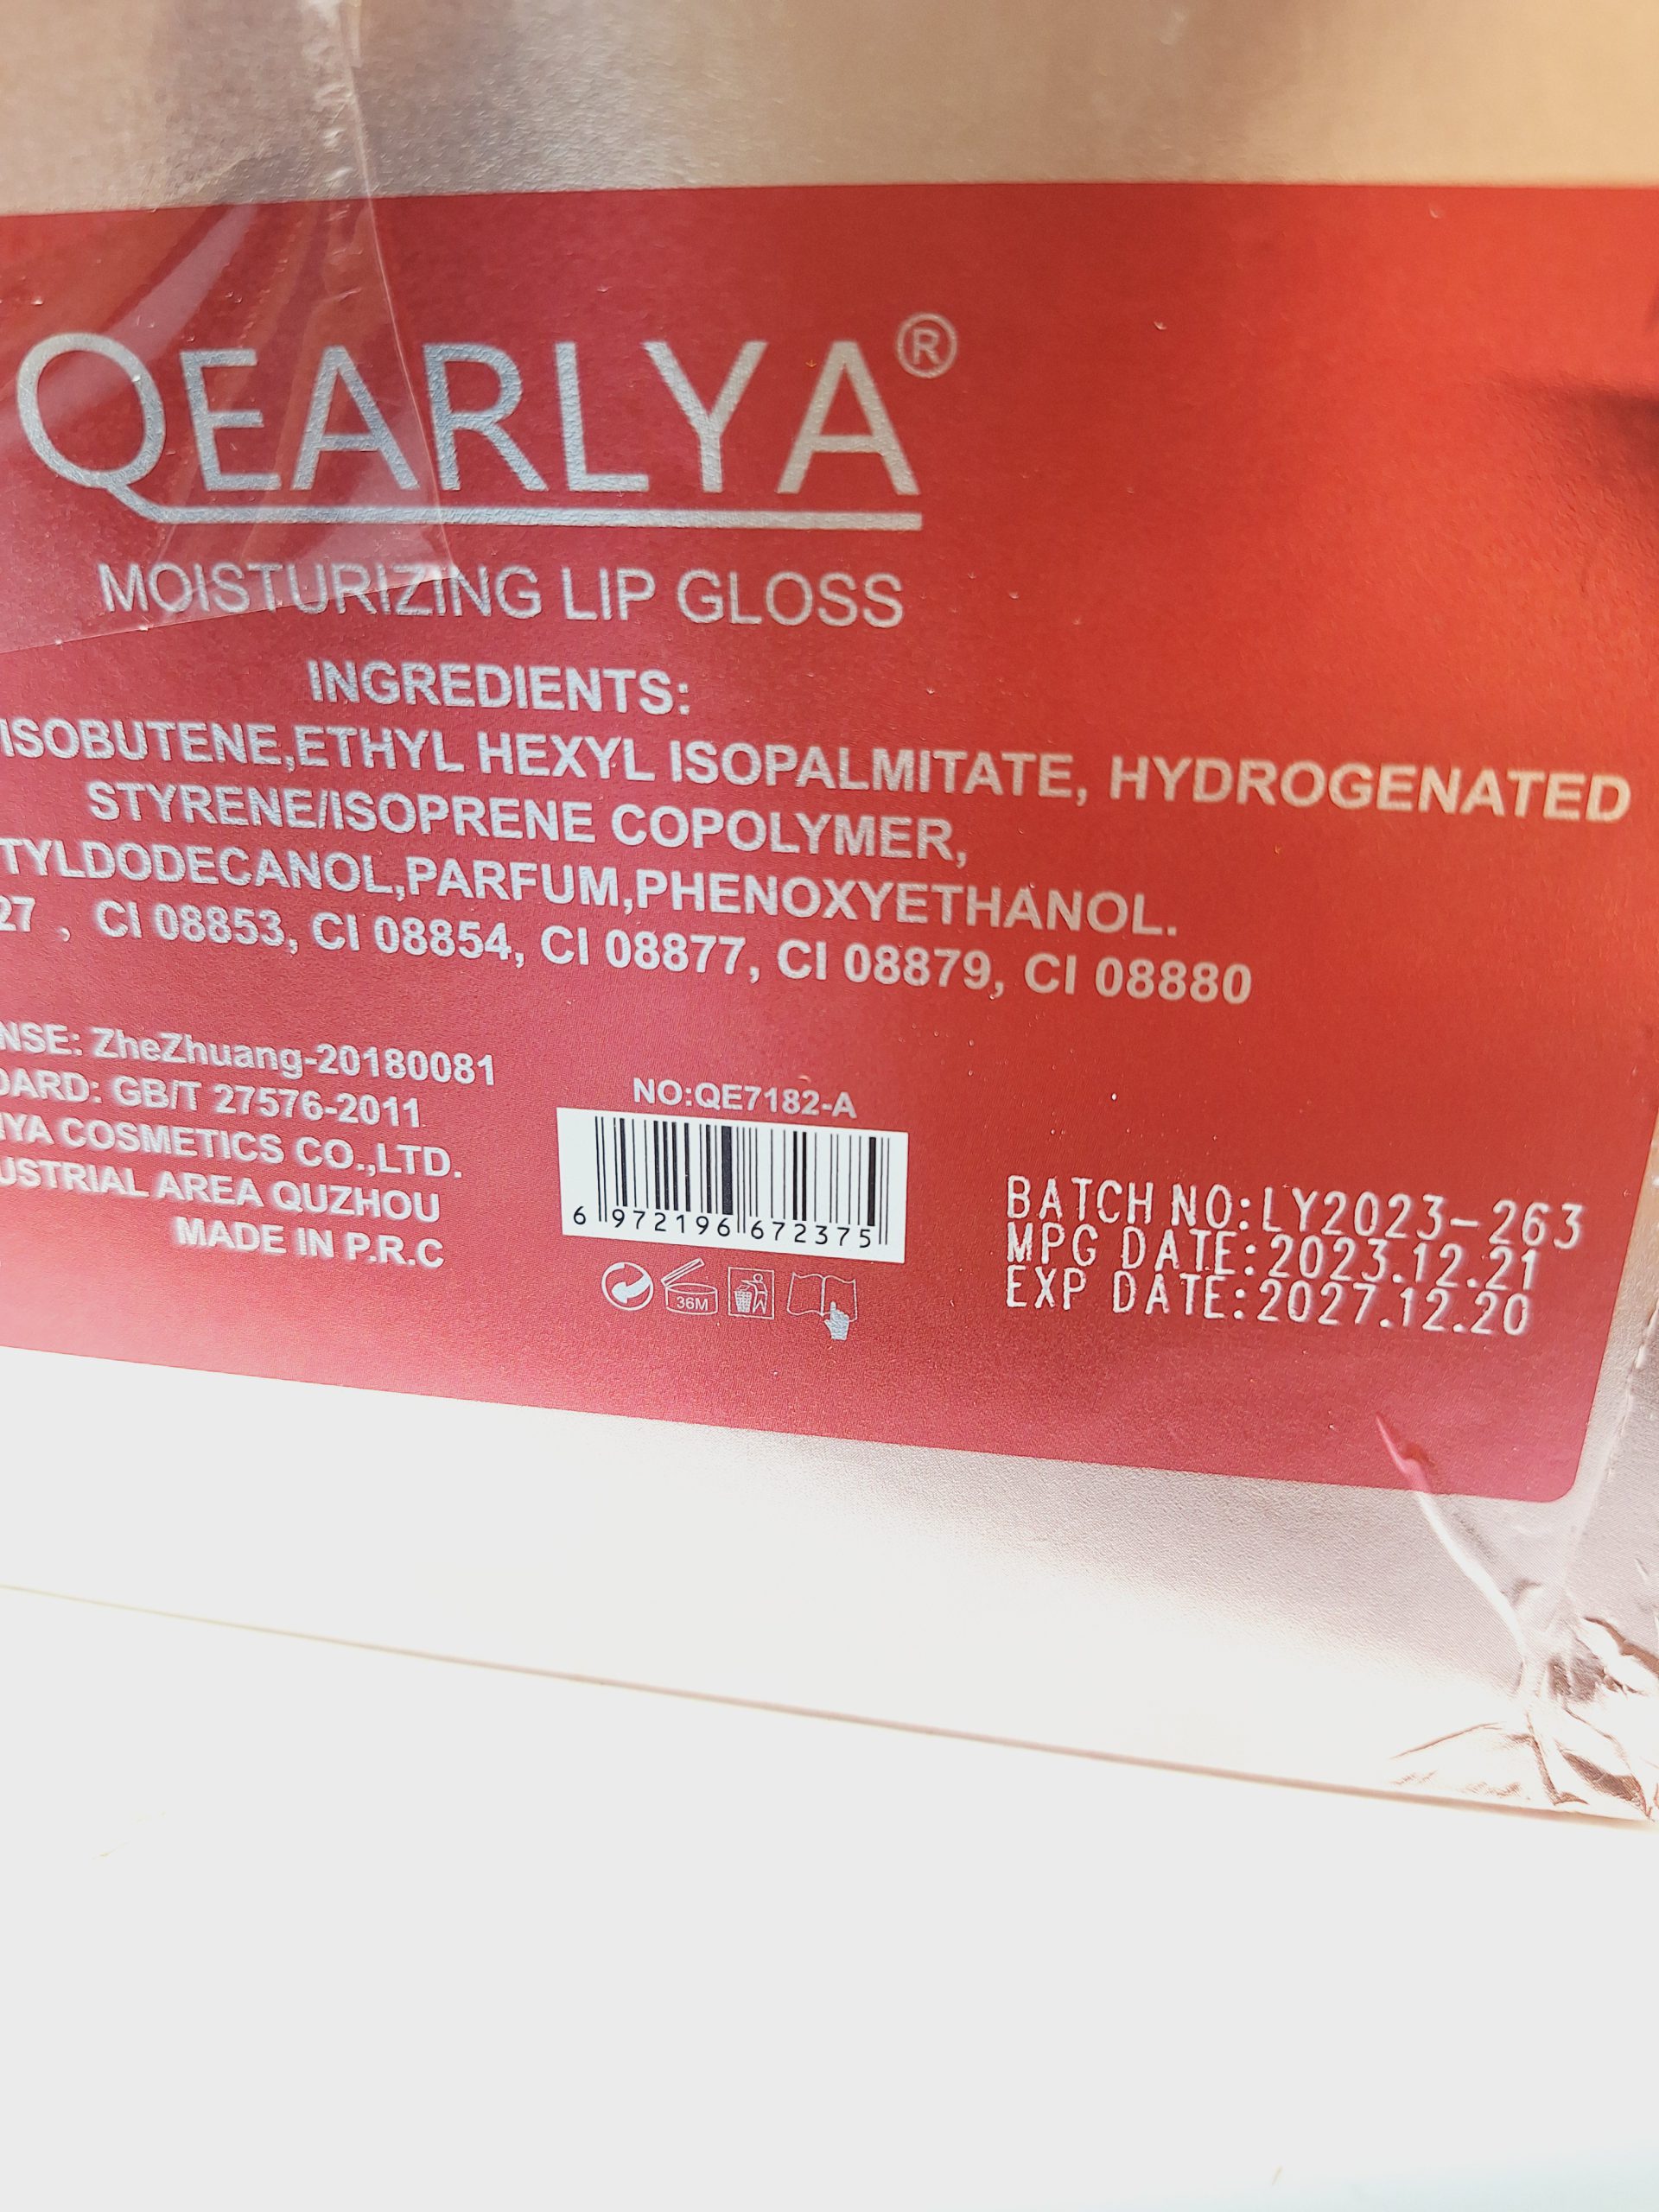 QEARLYA®
MOISTURIZING LIP GLOSS
INGREDIENTS:
ISOBUTENE,ETHYL HEXYL ISOPALMITATE, HYDROGENATED
STYRENE/ISOPRENE COPOLYMER,
TYLDODECANOL,PARFUM,PHENOXYETHANOL.
27 , CI 08853, CI 08854, CI 08877, CI 08879, CI 08880
NSE: ZheZhuang-20180081
DARD: GB/T 27576-2011
IYA COSMETICS CO.,LTD.
USTRIAL AREA QUZHOU
MADE IN P.R.C
NO:QE7182-A
6 972196 672375
36M
BATCH NO:LY2023-263
MPG DATE:2023.12.21
EXP DATE:2027.12.20